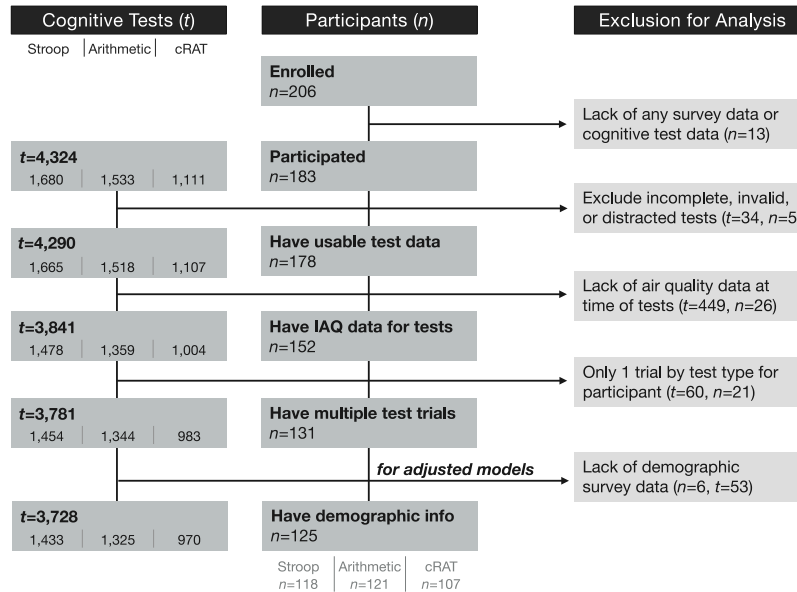 Cognitive Tests (t)
Participants (n)
Exclusion for Analysis
Stroop Arithmetic cRAT
Enrolled
n=206
Lack of any survey data or
cognitive test data (n=13)
t=4,324
1,680 1,533 1,111
Participated
n=183
Exclude incomplete, invalid,
or distracted tests (t=34, n=5
t=4,290
1,665 1,518 1,107
Have usable test data
n=178
Lack of air quality data at
time of tests (t=449, n=26)
t=3,841
1,478 1,359 1,004
Have IAQ data for tests
n=152
Only 1 trial by test type for
participant (t=60, n=21)
t=3,781
1,454 1,344 983
Have multiple test trials
n=131
for adjusted models
Lack of demographic
survey data (n=6, t=53)
t=3,728
1,433 1,325 970
Have demographic info
n=125
Stroop Arithmetic cRAT
n=118 n=121 n=107